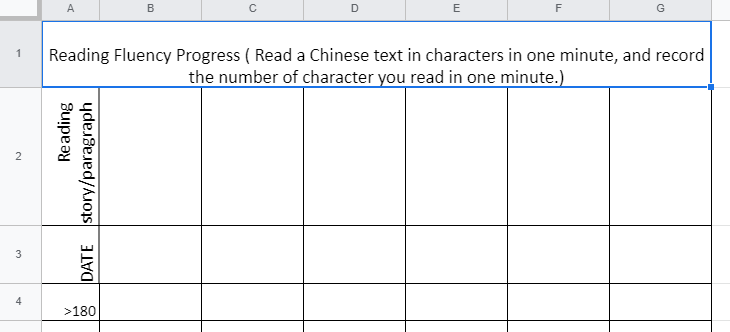 A B C D E F G
1
Reading Fluency Progress ( Read a Chinese text in characters in one minute, and record
the number of character you read in one minute.)
2
Reading
story/paragraph
3
DATE
4
>180